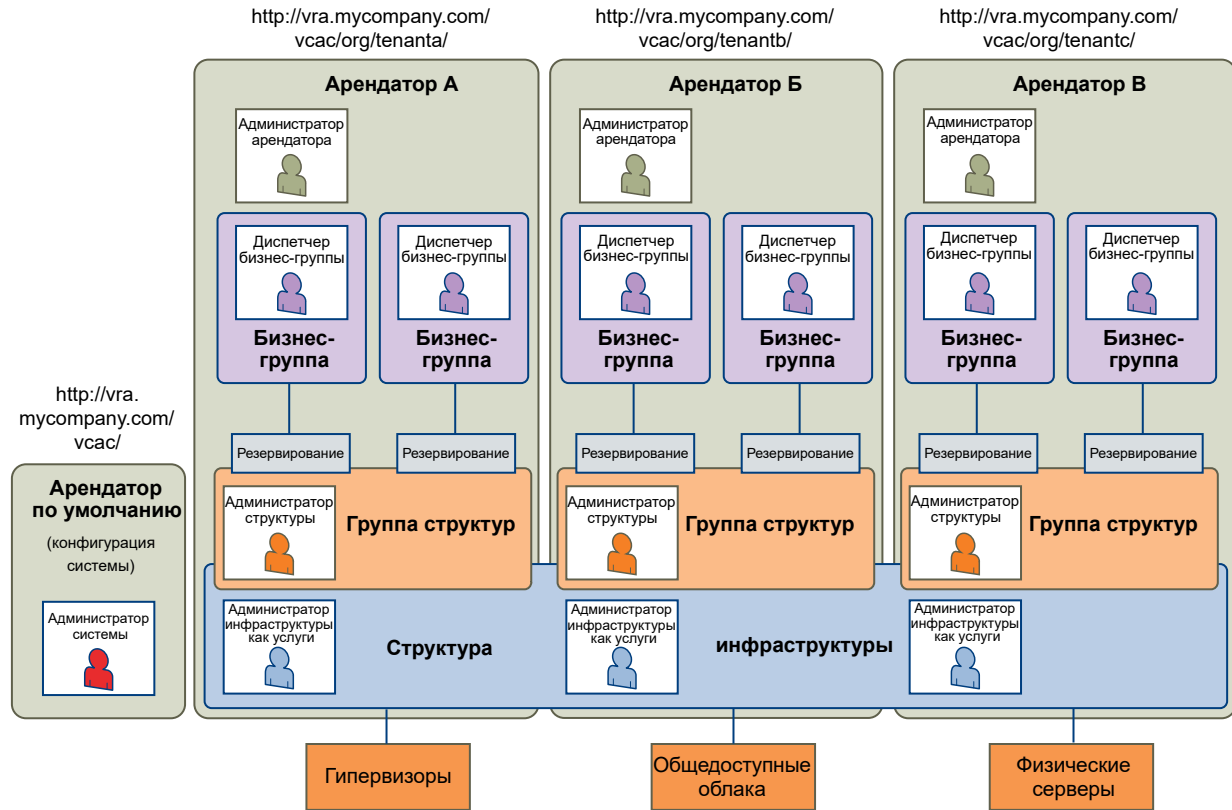 http://vra.mycompany.com/
vcac/org/tenanta/
http://vra.mycompany.com/
vcac/org/tenantb/
http://vra.mycompany.com/
vcac/org/tenantc/
Арендатор А
Арендатор Б
Арендатор В
Администратор
арендатора
Администратор
арендатора
Администратор
арендатора
Диспетчер
бизнес-группы
Бизнес-
группа
Диспетчер
бизнес-группы
Бизнес-
группа
Диспетчер
бизнес-группы
Бизнес-
группа
Диспетчер
бизнес-группы
Бизнес-
группа
Диспетчер
бизнес-группы
Бизнес-
группа
Диспетчер
бизнес-группы
Бизнес-
группа
http://vra.
mycompany.com/
vcac/
Резервирование
Резервирование
Резервирование
Резервирование
Резервирование
Резервирование
Арендатор
по умолчанию
(конфигурация
системы)
Администратор
системы
Администратор
структуры
Группа структур
Администратор
структуры
Группа структур
Администратор
структуры
Группа структур
Администратор
инфраструктуры
как услуги
Структура
Администратор
инфраструктуры
как услуги
инфраструктуры
Администратор
инфраструктуры
как услуги
Гипервизоры
Общедоступные
облака
Физические
серверы